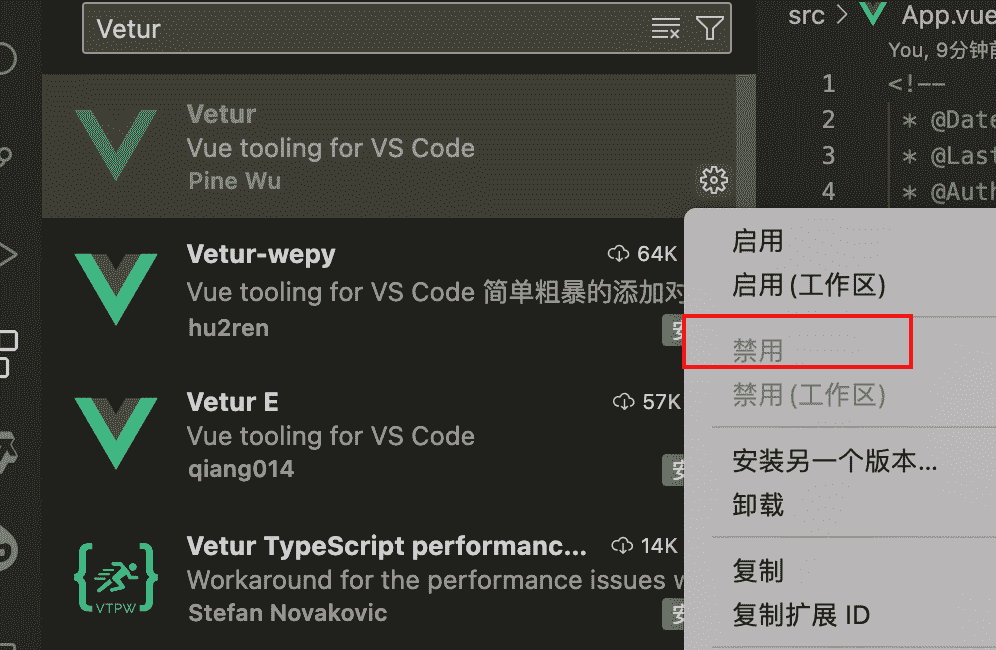 Vetur
Vetur
Vue tooling for VS Code
Pine Wu
Vetur-wepy
64K
Vue tooling for VS Code 简单粗暴的添加对
hu2ren
Vetur E
57K
Vue tooling for VS Code
qiang014
Vetur TypeScript performanc...
14K
Workaround for the performance issues
Stefan Novakovic
VTPW
src > App.vue
You, 9分钟前
1 <!--
2 * @Date
3 * @Last
4 * @Auth
启用
启用 (工作区)
禁用
禁用 (工作区)
安装另一个版本...
卸载
复制
复制扩展 ID